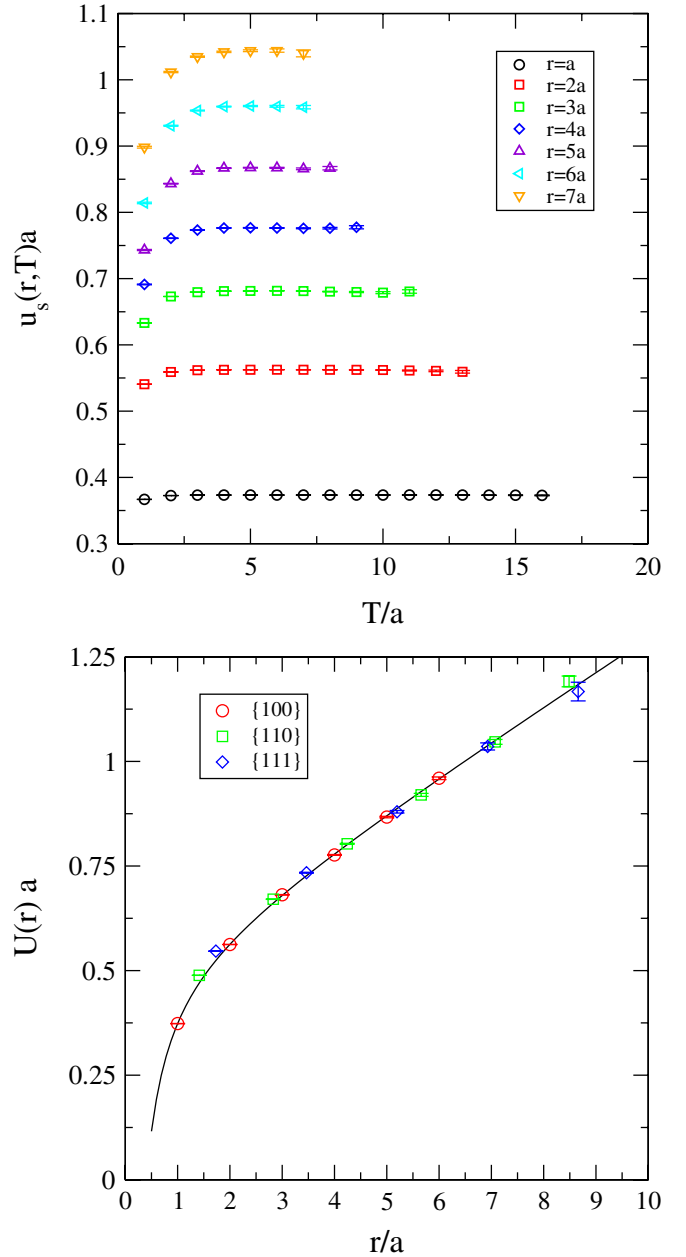 1.1
1
0.9
0.8
0.7
0.6
0.5
0.4
0.3
u_s(r,T)a
r=a
r=2a
r=3a
r=4a
r=5a
r=6a
r=7a
0 5 10 15 20
T/a
1.25
1
0.75
0.5
0.25
0
U(r) a
{100}
{110}
{111}
0 1 2 3 4 5 6 7 8 9 10
r/a